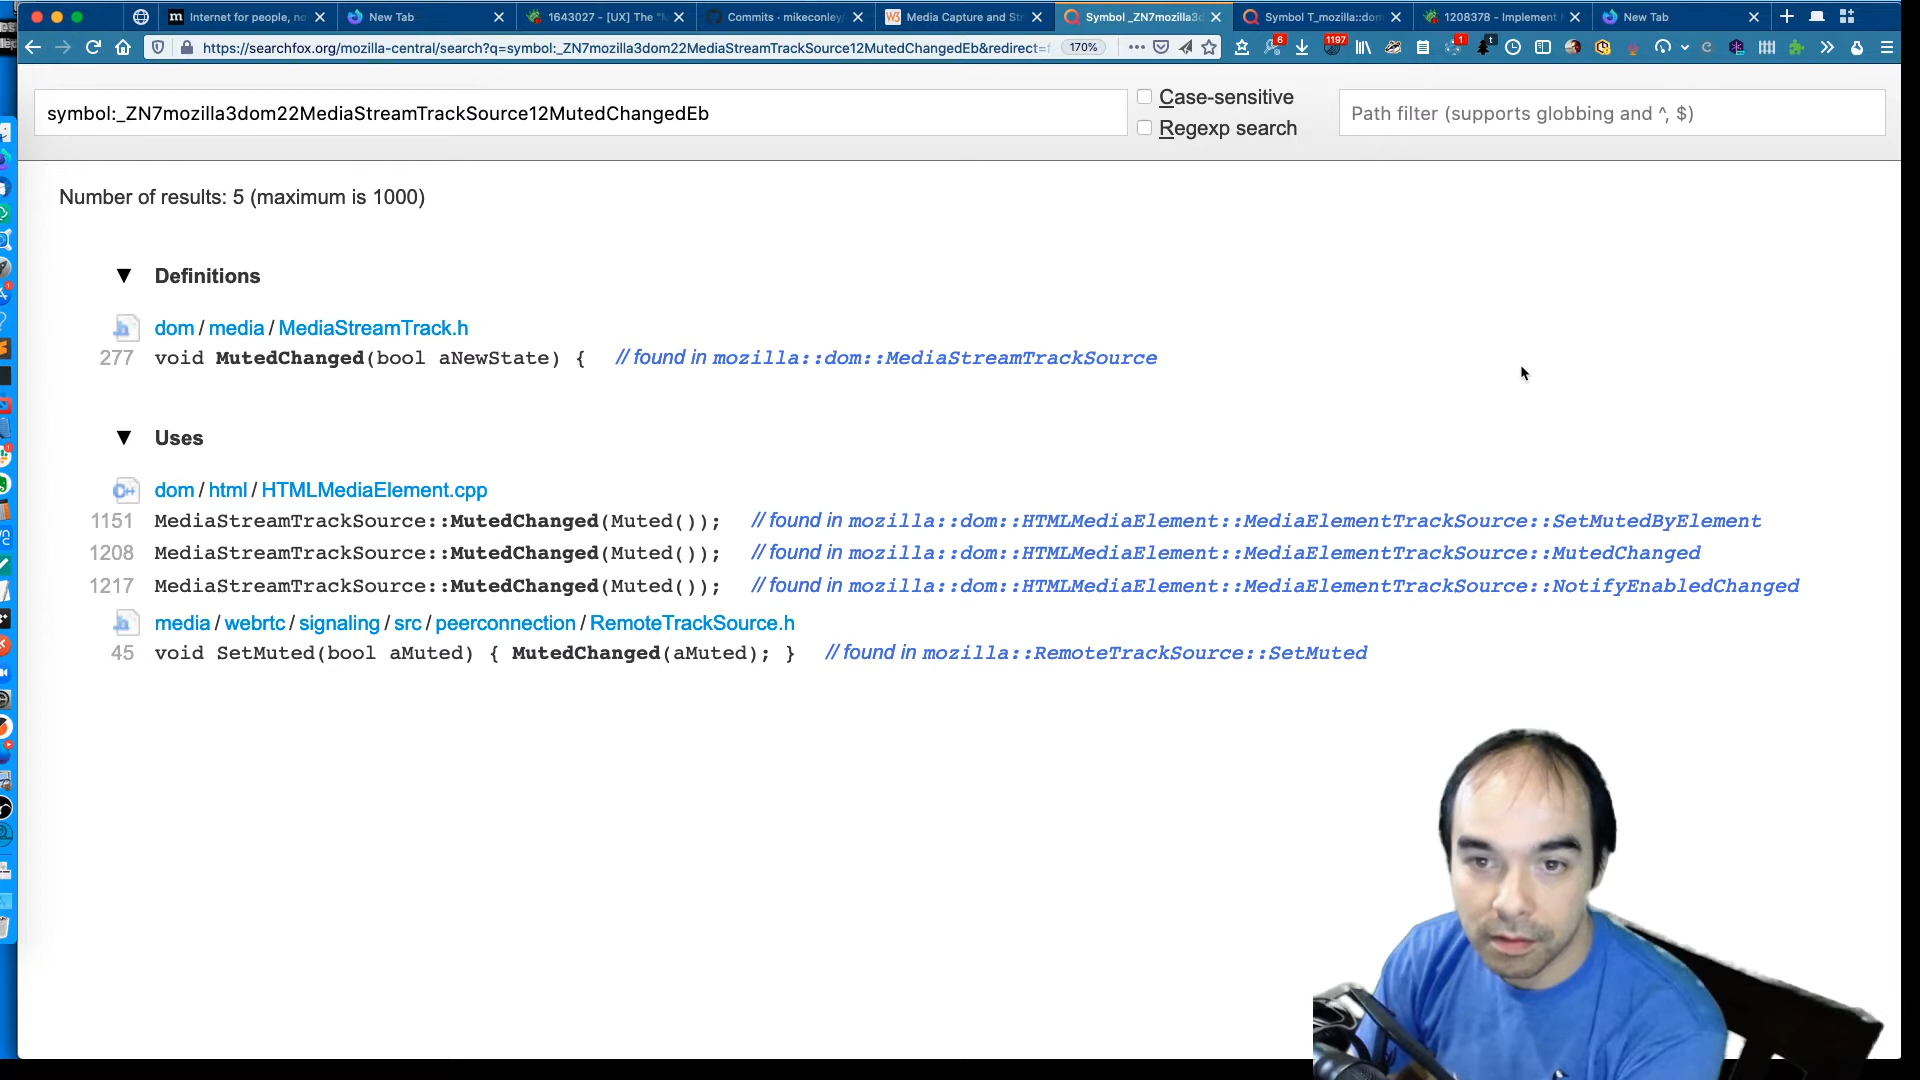 Internet for people, no
New Tab
1643027 - [UX] The "
Commits · mikeconley/
Media Capture and St
Symbol _ZN7mozilla3d
Symbol T_mozilla::dom
1208378 - Implement
New Tab
https://searchfox.org/mozilla-central/search?q=symbol:_ZN7mozilla3dom22MediaStreamTrackSource12MutedChangedEb&redirect=
170%
6
1197
1
t
symbol:_ZN7mozilla3dom22MediaStreamTrackSource12MutedChangedEb
Case-sensitive
Regexp search
Path filter (supports globbing and ^, $)
Number of results: 5 (maximum is 1000)
▼ Definitions
dom / media / MediaStreamTrack.h
277 void MutedChanged(bool aNewState) { // found in mozilla::dom::MediaStreamTrackSource
▼ Uses
dom / html / HTMLMediaElement.cpp
1151 MediaStreamTrackSource::MutedChanged(Muted()); // found in mozilla::dom::HTMLMediaElement::MediaElementTrackSource::SetMutedByElement
1208 MediaStreamTrackSource::MutedChanged(Muted()); // found in mozilla::dom::HTMLMediaElement::MediaElementTrackSource::MutedChanged
1217 MediaStreamTrackSource::MutedChanged(Muted()); // found in mozilla::dom::HTMLMediaElement::MediaElementTrackSource::NotifyEnabledChanged
media / webrtc / signaling / src / peerconnection / RemoteTrackSource.h
45 void SetMuted(bool aMuted) { MutedChanged(aMuted); } // found in mozilla::RemoteTrackSource::SetMuted